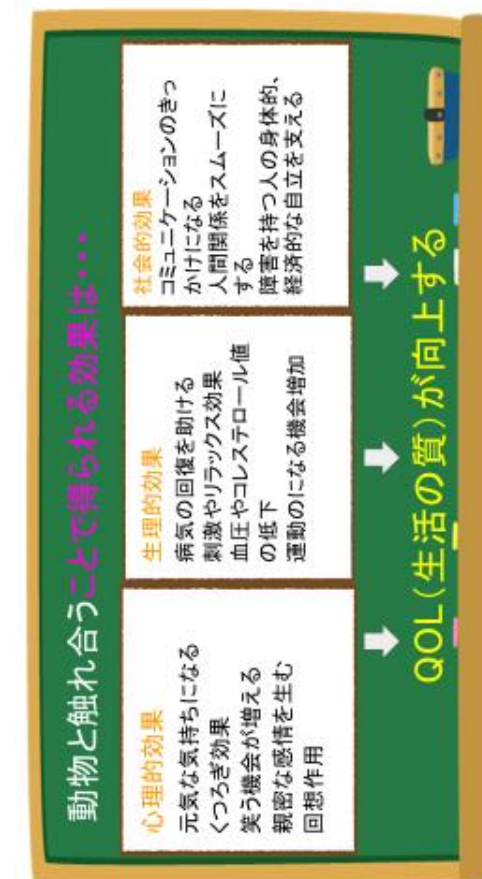 動物と触れ合うことで得られる効果は・・・
心理的効果
元気な気持ちになる
くつろぎ効果
笑う機会が増える
親密な感情を生む
回想作用
生理的効果
病気の回復を助ける
刺激やリラックス効果
血圧やコレステロール値
の低下
運動のになる機会増加
社会的効果
コミュニケーションのきっ
かけになる
人間関係をスムーズに
する
障害を持つ人の身体的、
経済的な自立を支える
QOL(生活の質)が向上する